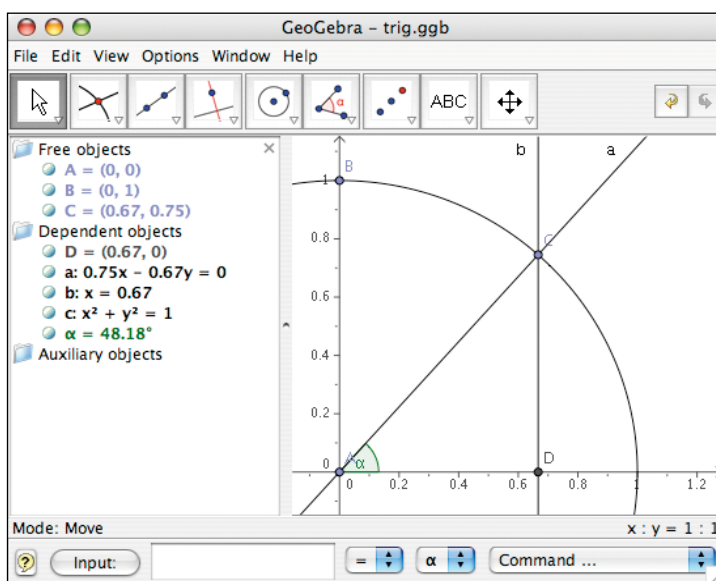 GeoGebra – trig.ggb
File Edit View Options Window Help
α
ABC
Free objects
A = (0, 0)
B = (0, 1)
C = (0.67, 0.75)
Dependent objects
D = (0.67, 0)
a: 0.75x – 0.67y = 0
b: x = 0.67
c: x² + y² = 1
α = 48.18°
Auxiliary objects
b a
B
1
C
0.8
0.6
0.4
0.2
A
α
D
0
0 0.2 0.4 0.6 0.8 1 1.2
Mode: Move
x : y = 1 : 1
? Input: = α Command ...